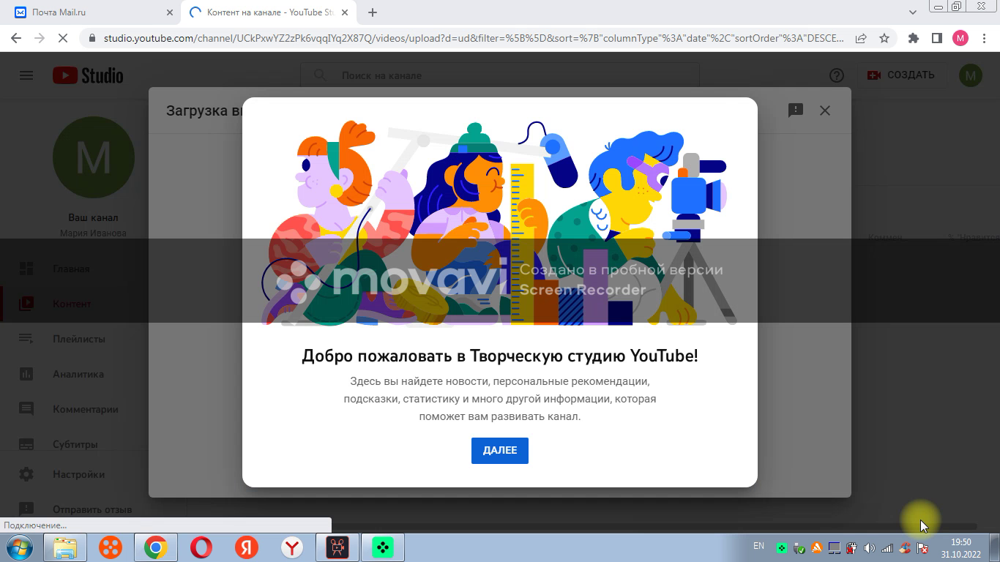 Почта Mail.ru
Контент на канале - YouTube Stu
studio.youtube.com/channel/UCkPxwYZ2zPk6vqqIYq2X87Q/videos/upload?d=ud&filter=%5B%5D&sort=%7B"columnType"%3A"date"%2C"sortOrder"%3A"DESCE...
M
Studio
Поиск на канале
СОЗДАТЬ
M
Загрузка ви
M
Ваш канал
Мария Иванова
Коммен
Главная
movavi
Создано в пробной версии
Screen Recorder
Контент
Плейлисты
Добро пожаловать в Творческую студию YouTube!
Аналитика
Здесь вы найдете новости, персональные рекомендации,
подсказки, статистику и много другой информации, которая
поможет вам развивать канал.
Комментарии
Субтитры
ДАЛЕЕ
Настройки
Отправить отзыв
Подключение...
Я
Y
EN
19:50
31.10.2022